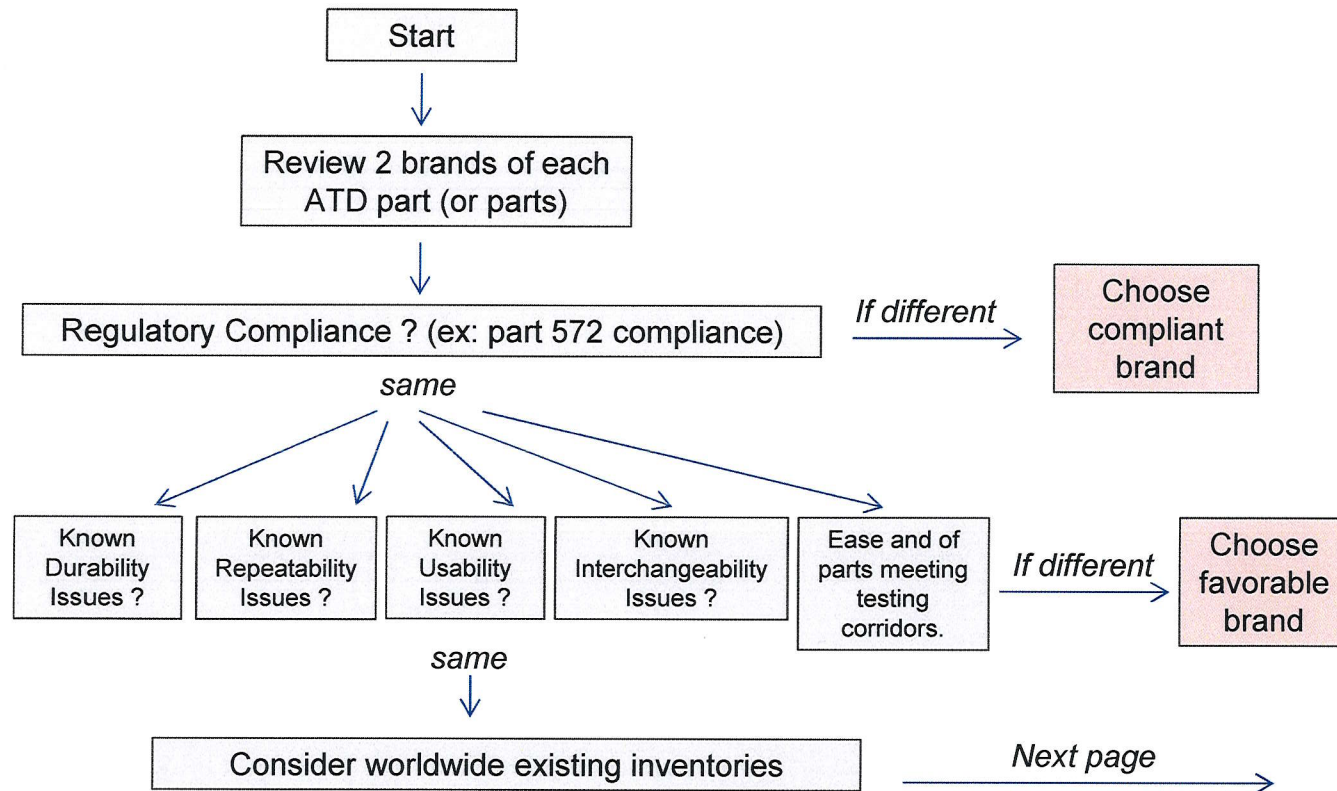 Start
Review 2 brands of each
ATD part (or parts)
Regulatory Compliance ? (ex: part 572 compliance)
If different
Choose
compliant
brand
same
Known
Durability
Issues ?
Known
Repeatability
Issues ?
Known
Usability
Issues ?
Known
Interchangeability
Issues ?
Ease and of
parts meeting
testing
corridors.
If different
Choose
favorable
brand
same
Consider worldwide existing inventories
Next page